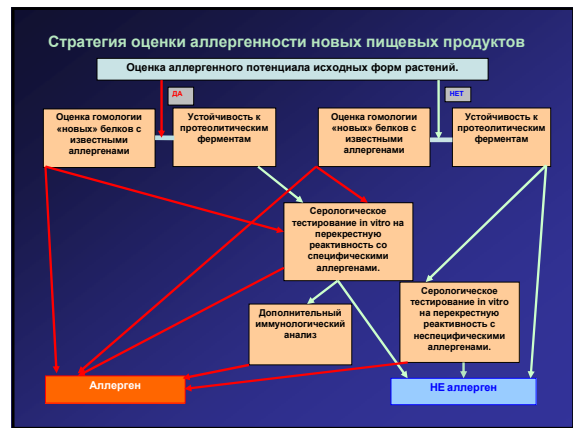 Стратегия оценки аллергенности новых пищевых продуктов
Оценка аллергенного потенциала исходных форм растений.
ДА
НЕТ
Оценка гомологии
«новых» белков с
известными
аллергенами
Устойчивость к
протеолитическим
ферментам
Оценка гомологии
«новых» белков с
известными
аллергенами
Устойчивость к
протеолитическим
ферментам
Серологическое
тестирование in vitro на
перекрестную
реактивность со
специфическими
аллергенами.
Серологическое
тестирование in vitro
на перекрестную
реактивность с
неспецифическими
аллергенами.
Дополнительный
иммунологический
анализ
Аллерген
НЕ аллерген